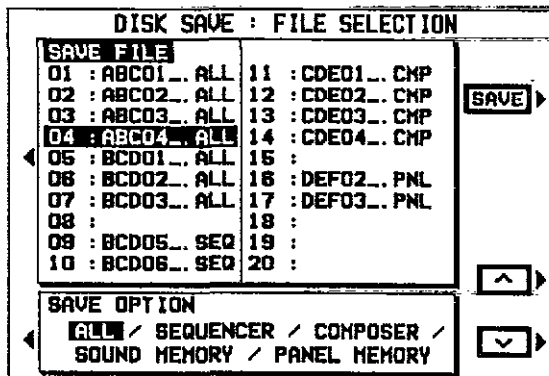 DISK SAVE : FILE SELECTION
SAVE FILE
01 :ABC01_. ALL
02 :ABC02_. ALL
03 :ABC03_. ALL
04 :ABC04_. ALL
05 :BCD01_. ALL
06 :BCD02_. ALL
07 :BCD03_. ALL
08 :
09 :BCD05_. SEQ
10 :BCD06_. SEQ
11 :CDE01_. CMP
12 :CDE02_. CMP
13 :CDE03_. CMP
14 :CDE04_. CMP
15 :
16 :DEF02_. PNL
17 :DEF03_. PNL
18 :
19 :
20 :
SAVE
SAVE OPTION
ALL / SEQUENCER / COMPOSER /
SOUND MEMORY / PANEL MEMORY